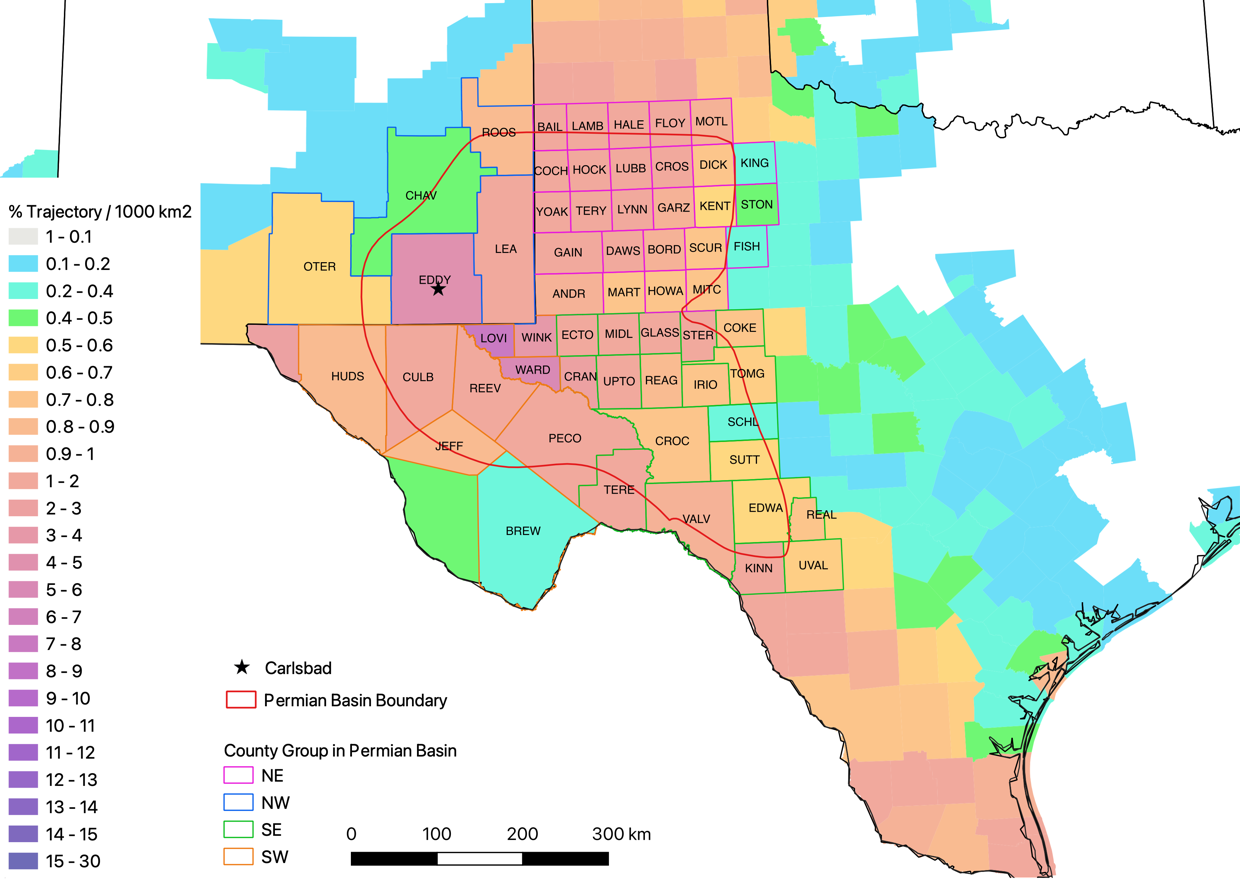 ROOS
BAIL LAMB HALE FLOY MOTL
COCH HOCK LUBB CROS DICK KING
CHAV
YOAK TERY LYNN GARZ KENT STON
LEA GAIN DAWS BORD SCUR FISH
OTER EDDY
ANDR MART HOWA MITC
LOVI WINK ECTO MIDL GLASS STER COKE
HUDS CULB REEV WARD CRAN UPTO REAG IRIO TOMG
JEFF PECO CROC SCHL
SUTT
TERE
BREW VALV EDWA REAL
KINN UVAL
% Trajectory / 1000 km2
1 - 0.1
0.1 - 0.2
0.2 - 0.4
0.4 - 0.5
0.5 - 0.6
0.6 - 0.7
0.7 - 0.8
0.8 - 0.9
0.9 - 1
1 - 2
2 - 3
3 - 4
4 - 5
5 - 6
6 - 7
7 - 8
8 - 9
9 - 10
10 - 11
11 - 12
12 - 13
13 - 14
14 - 15
15 - 30
Carlsbad
Permian Basin Boundary
County Group in Permian Basin
NE
NW
SE
SW
0 100 200 300 km